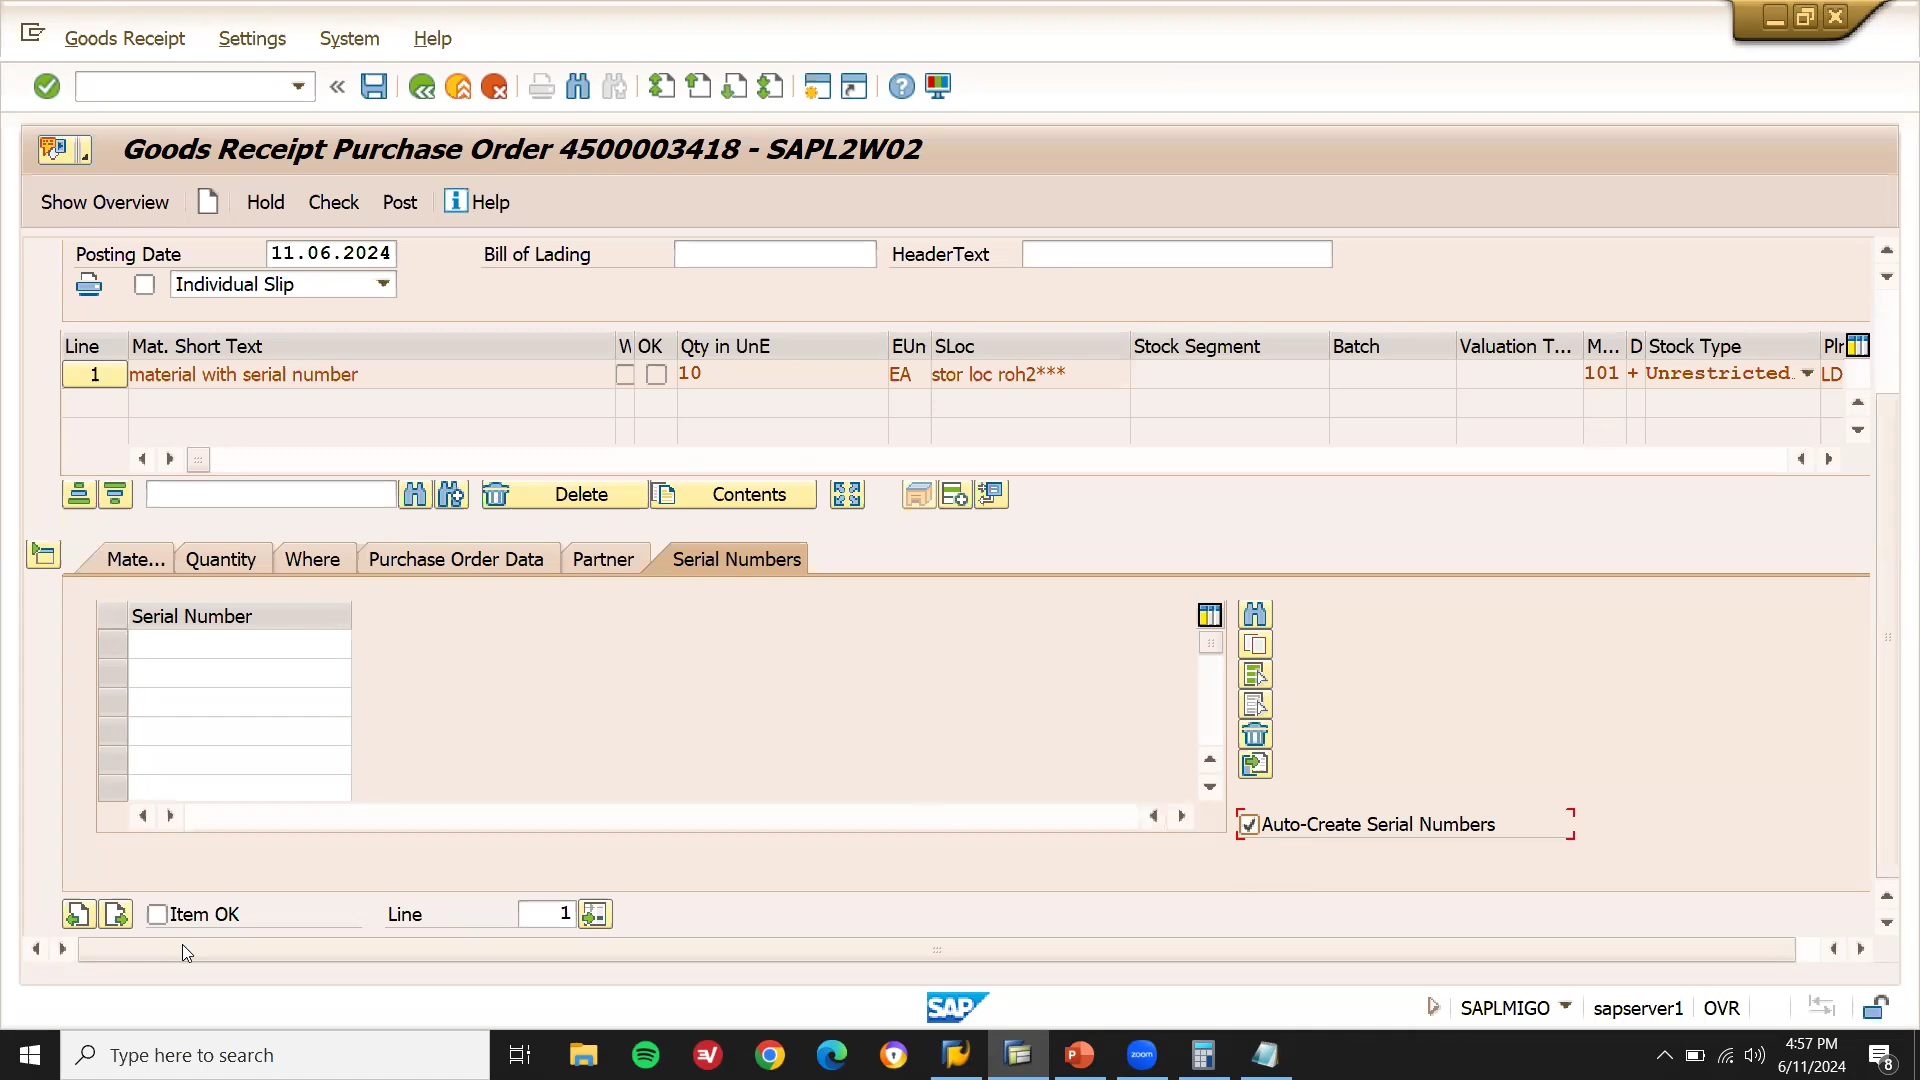 Goods Receipt Settings System Help
Goods Receipt Purchase Order 4500003418 - SAPL2W02
Show Overview Hold Check Post Help
Posting Date 11.06.2024 Bill of Lading HeaderText
Individual Slip
Line Mat. Short Text W OK Qty in UnE EUn SLoc Stock Segment Batch Valuation T... M... D Stock Type Plr
1 material with serial number 10 EA stor loc roh2*** 101 + Unrestricted. LD
Delete Contents
Mate... Quantity Where Purchase Order Data Partner Serial Numbers
Serial Number
Auto-Create Serial Numbers
Item OK Line 1
SAP SAPLMIGO sapserver1 OVR
Type here to search
zoom
4:57 PM
6/11/2024
8